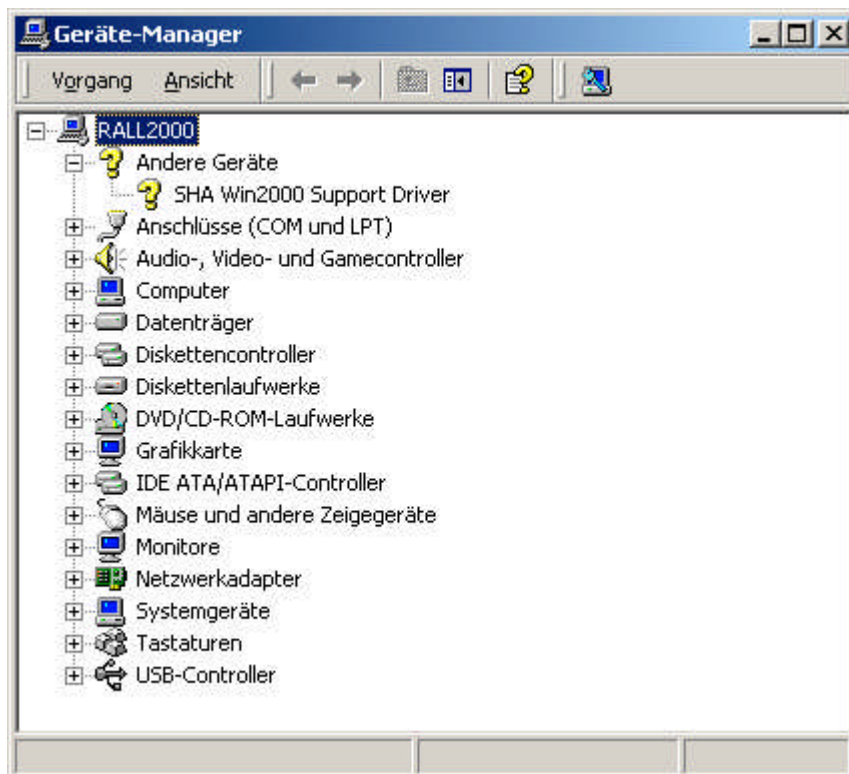 Geräte-Manager
Vorgang Ansicht
RALL2000
Andere Geräte
SHA Win2000 Support Driver
Anschlüsse (COM und LPT)
Audio-, Video- und Gamecontroller
Computer
Datenträger
Diskettencontroller
Diskettenlaufwerke
DVD/CD-ROM-Laufwerke
Grafikkarte
IDE ATA/ATAPI-Controller
Mäuse und andere Zeigegeräte
Monitore
Netzwerkadapter
Systemgeräte
Tastaturen
USB-Controller